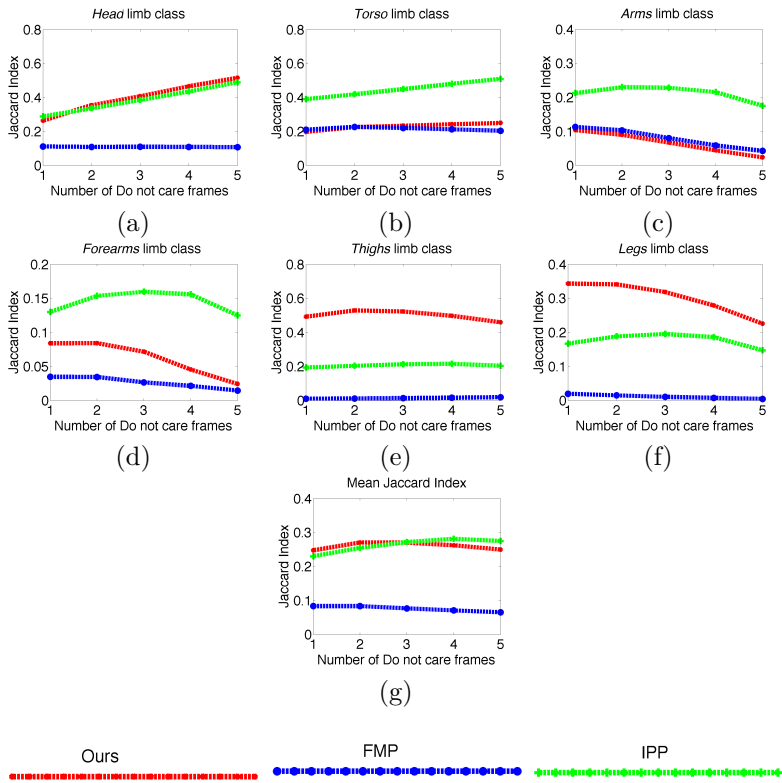 Head limb class
Torso limb class
Arms limb class
0.8
0.6
0.4
0.2
0
Jaccard Index
1 2 3 4 5
Number of Do not care frames
0.8
0.6
0.4
0.2
0
Jaccard Index
1 2 3 4 5
Number of Do not care frames
0.4
0.3
0.2
0.1
0
Jaccard Index
1 2 3 4 5
Number of Do not care frames
(a)
(b)
(c)
Forearms limb class
Thighs limb class
Legs limb class
0.2
0.15
0.1
0.05
0
Jaccard Index
1 2 3 4 5
Number of Do not care frames
0.8
0.6
0.4
0.2
0
Jaccard Index
1 2 3 4 5
Number of Do not care frames
0.4
0.3
0.2
0.1
0
Jaccard Index
1 2 3 4 5
Number of Do not care frames
(d)
(e)
(f)
Mean Jaccard Index
0.4
0.3
0.2
0.1
0
Jaccard Index
1 2 3 4 5
Number of Do not care frames
(g)
Ours
FMP
IPP